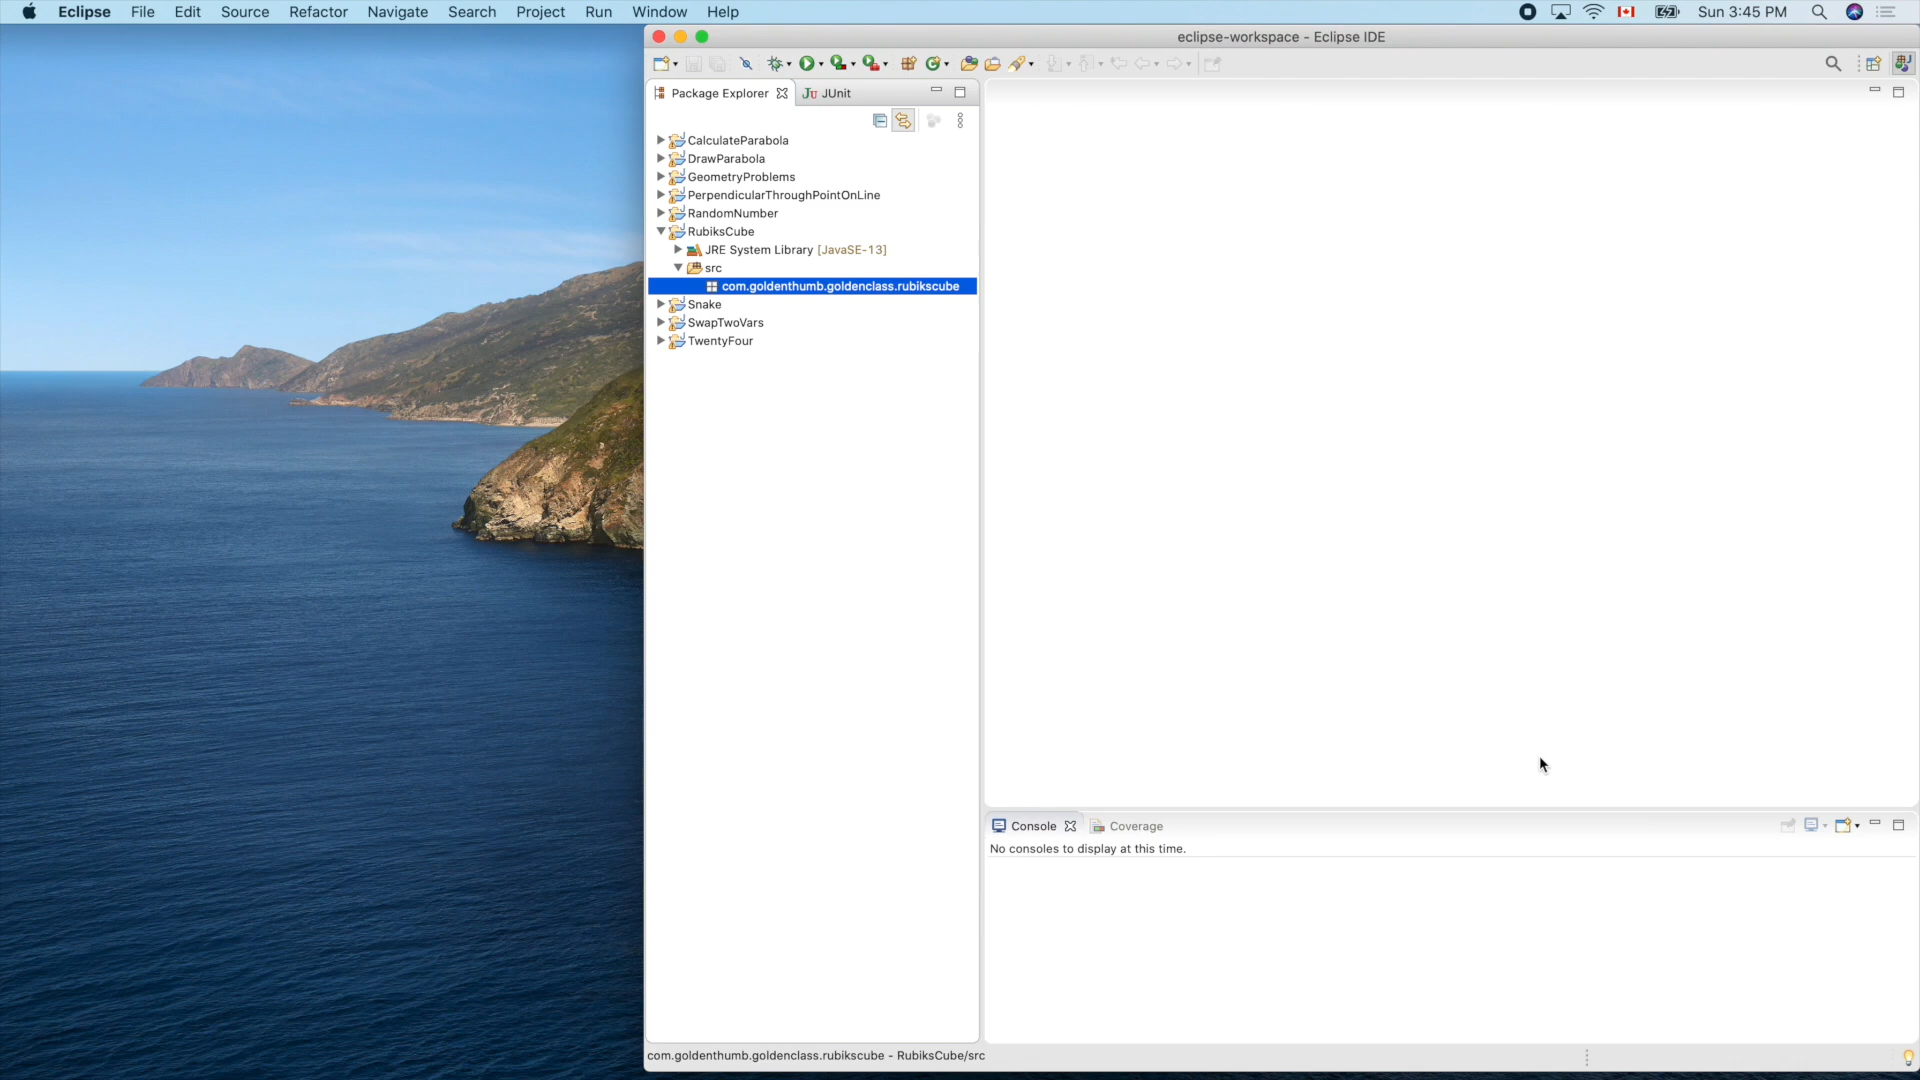 Eclipse File Edit Source Refactor Navigate Search Project Run Window Help Sun 3:45 PM
eclipse-workspace - Eclipse IDE
Package Explorer JUnit
CalculateParabola
DrawParabola
GeometryProblems
PerpendicularThroughPointOnLine
RandomNumber
RubiksCube
JRE System Library [JavaSE-13]
src
com.goldenthumb.goldenclass.rubikscube
Snake
SwapTwoVars
TwentyFour
Console Coverage
No consoles to display at this time.
com.goldenthumb.goldenclass.rubikscube - RubiksCube/src